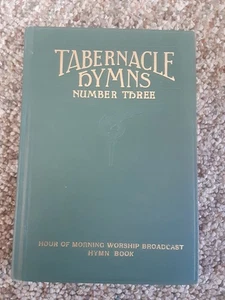 TABERNACLE
HYMNS
NUMBER THREE
HOUR OF MORNING WORSHIP BROADCAST
HYMN BOOK